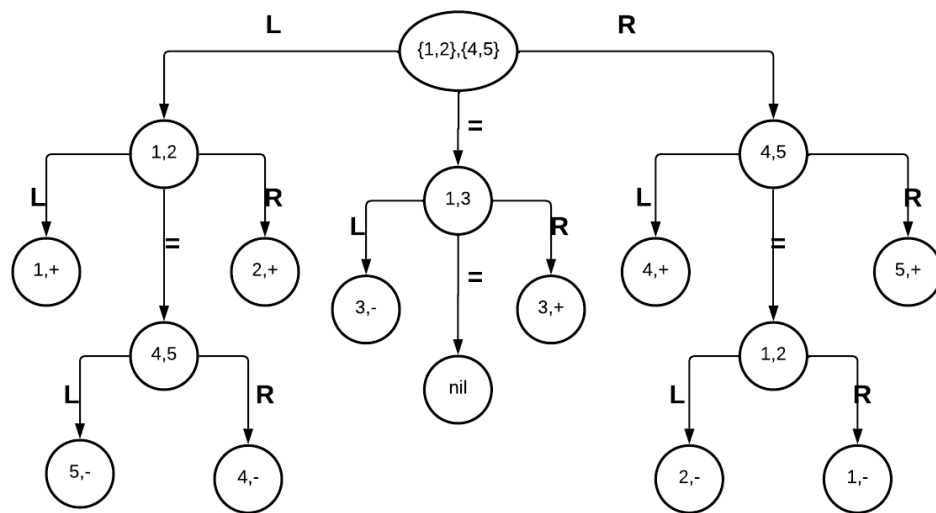 L
R
{1,2},{4,5}
=
1,2
4,5
1,3
L
R
L
R
L
R
=
=
1,+
2,+
=
4,+
5,+
3,-
3,+
4,5
1,2
nil
L
R
L
R
5,-
4,-
2,-
1,-